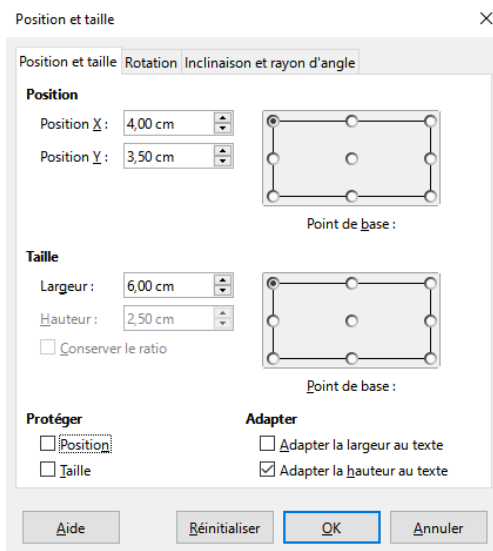 Position et taille
Position et taille Rotation Inclinaison et rayon d'angle
Position
Position X : 4,00 cm
Position Y : 3,50 cm
Point de base :
Taille
Largeur : 6,00 cm
Hauteur : 2,50 cm
Conserver le ratio
Point de base :
Protéger Adapter
Position Adapter la largeur au texte
Taille Adapter la hauteur au texte
Aide Réinitialiser OK Annuler